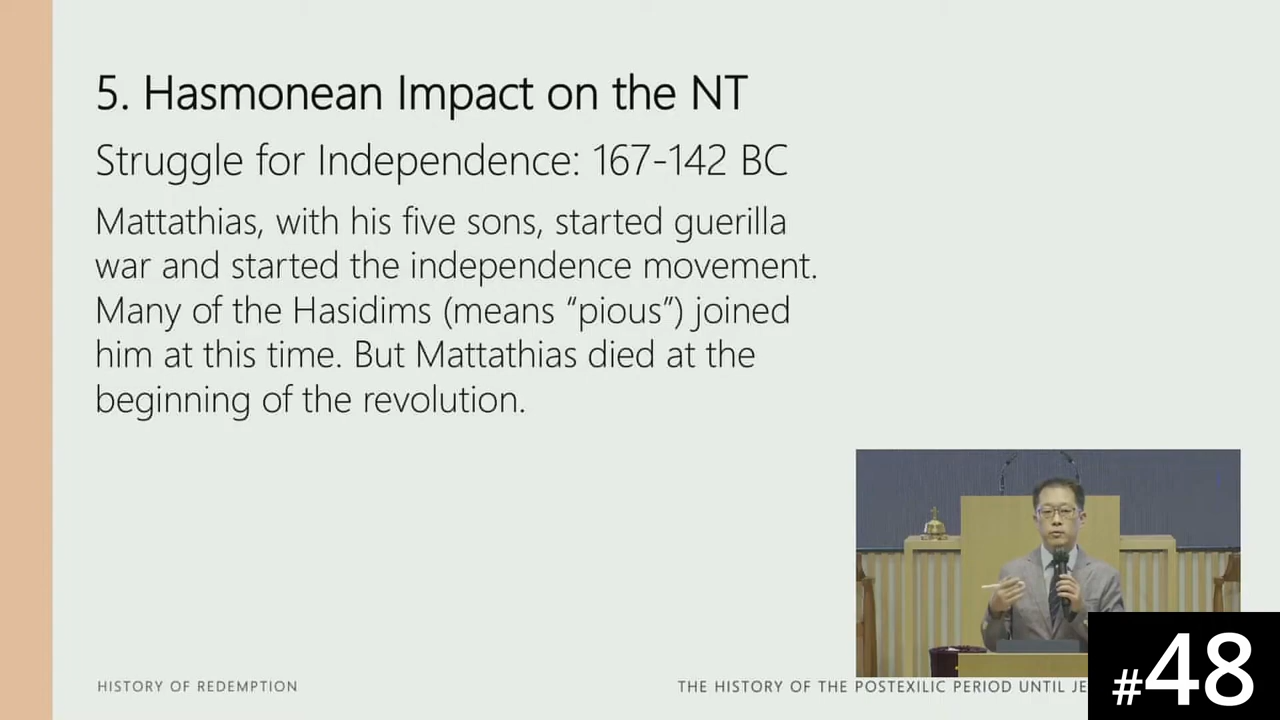 5. Hasmonean Impact on the NT
Struggle for Independence: 167-142 BC
Mattathias, with his five sons, started guerilla
war and started the independence movement.
Many of the Hasidims (means “pious”) joined
him at this time. But Mattathias died at the
beginning of the revolution.
HISTORY OF REDEMPTION
THE HISTORY OF THE POSTEXILIC PERIOD UNTIL JE
#48